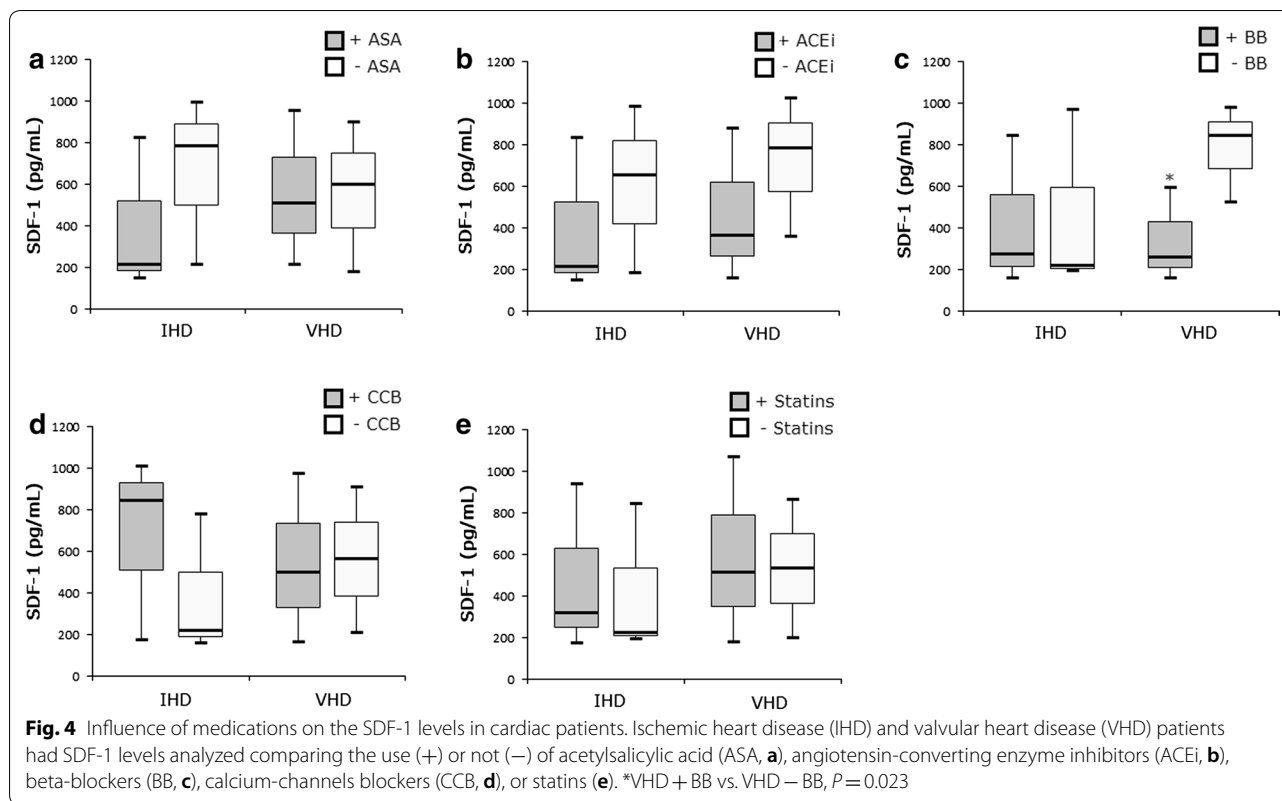 a
+ ASA
- ASA
SDF-1 (pg/mL)
1200
1000
800
600
400
200
0
IHD VHD
b
+ ACEi
- ACEi
SDF-1 (pg/mL)
1200
1000
800
600
400
200
0
IHD VHD
c
+ BB
- BB
SDF-1 (pg/mL)
1200
1000
800
600
400
200
0
*
IHD VHD
d
+ CCB
- CCB
SDF-1 (pg/mL)
1200
1000
800
600
400
200
0
IHD VHD
e
+ Statins
- Statins
SDF-1 (pg/mL)
1200
1000
800
600
400
200
0
IHD VHD
Fig. 4 Influence of medications on the SDF-1 levels in cardiac patients. Ischemic heart disease (IHD) and valvular heart disease (VHD) patients
had SDF-1 levels analyzed comparing the use (+) or not (−) of acetylsalicylic acid (ASA, a), angiotensin-converting enzyme inhibitors (ACEi, b),
beta-blockers (BB, c), calcium-channels blockers (CCB, d), or statins (e). *VHD + BB vs. VHD − BB, P = 0.023